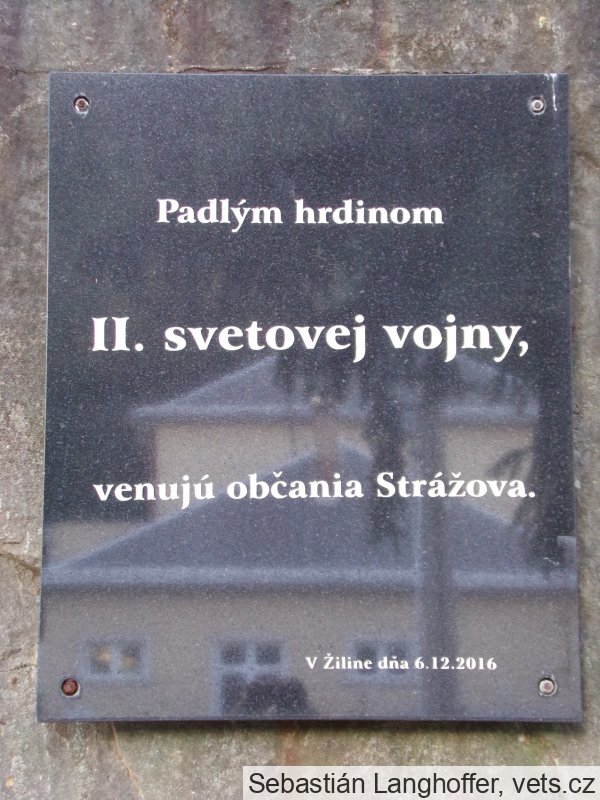 Padlým hrdinom
II. svetovej vojny,
venujú občania Strážova.
V Žiline dňa 6.12.2016
Sebastián Langhoffer, vets.cz